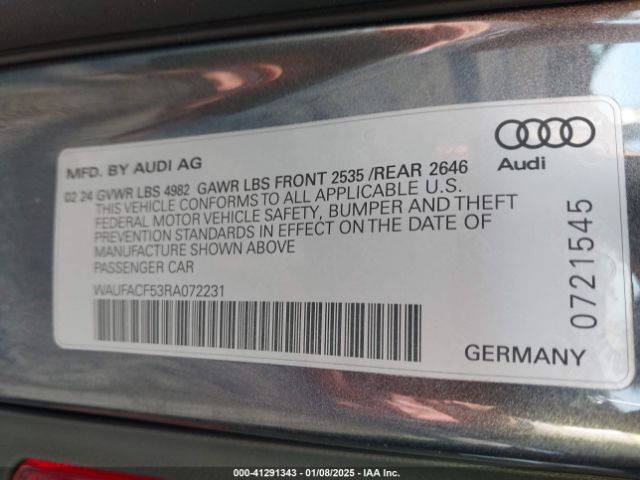 MFD. BY AUDI AG
Audi
02 24 GVWR LBS 4982 GAWR LBS FRONT 2535 /REAR 2646
THIS VEHICLE CONFORMS TO ALL APPLICABLE U.S.
FEDERAL MOTOR VEHICLE SAFETY, BUMPER AND THEFT
PREVENTION STANDARDS IN EFFECT ON THE DATE OF
MANUFACTURE SHOWN ABOVE
PASSENGER CAR
WAUFACF53RA072231
0721545
GERMANY
000-41291343 - 01/08/2025 - IAA Inc.